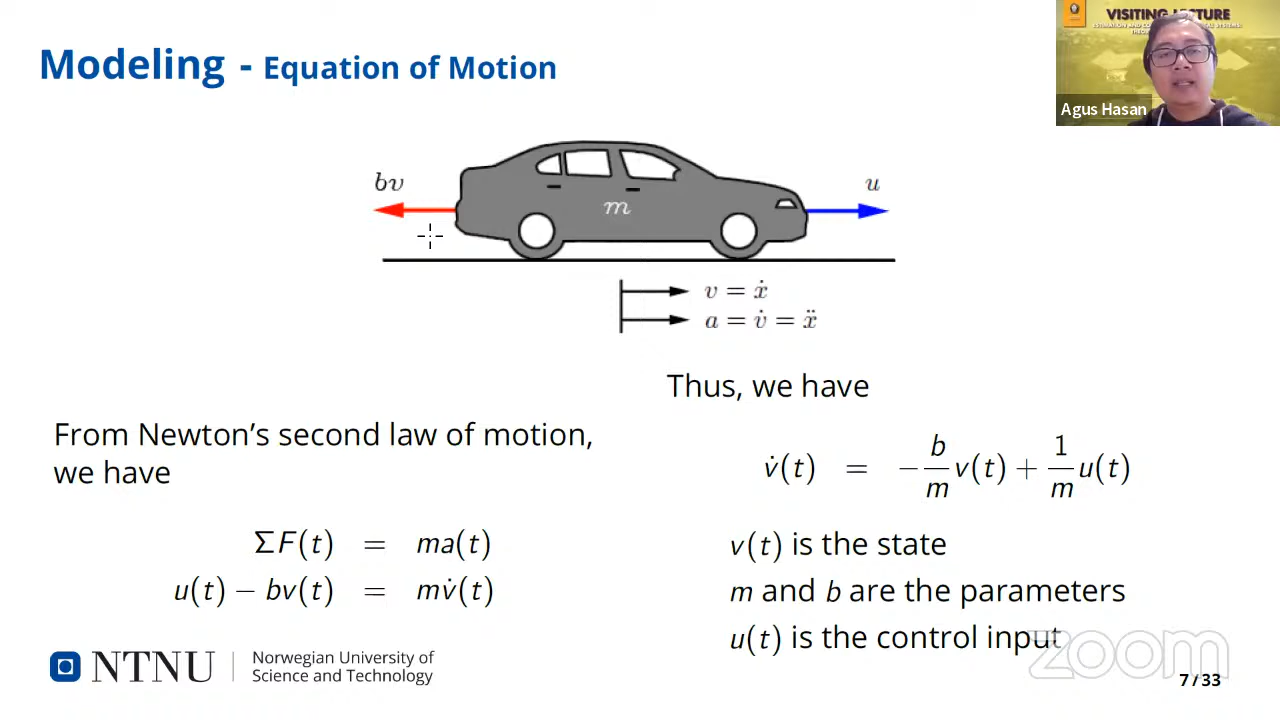 Modeling - Equation of Motion
VISITING LECTURE
Agus Hasan
bv
u
m
v = ẋ
a = v̇ = ẍ
From Newton's second law of motion,
we have
ΣF(t) = ma(t)
u(t) − bv(t) = mv̇(t)
Thus, we have
v̇(t) = −b/m v(t) + 1/m u(t)
v(t) is the state
m and b are the parameters
u(t) is the control input
NTNU
Norwegian University of
Science and Technology
zoom
7 / 33